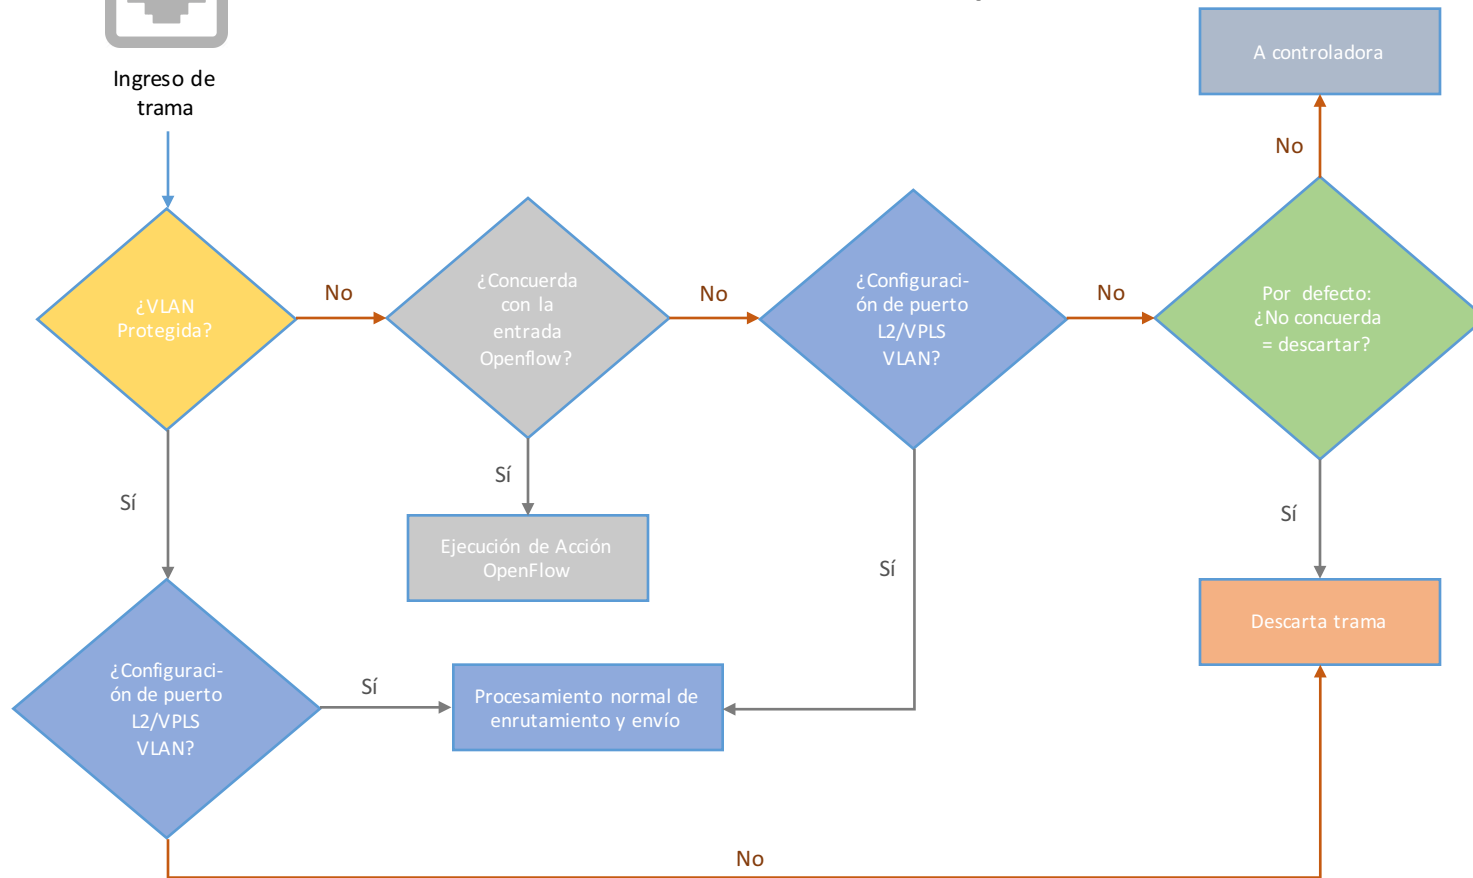 A controladora
Ingreso de
trama
No
¿VLAN
Protegida?
No
¿Concuerda
con la
entrada
Openflow?
No
¿Configuraci-
ón de puerto
L2/VPLS
VLAN?
No
Por defecto:
¿No concuerda
= descartar?
Sí
Sí
Sí
Sí
Ejecución de Acción
OpenFlow
Descarta trama
¿Configuraci-
ón de puerto
L2/VPLS
VLAN?
Sí
Procesamiento normal de
enrutamiento y envío
No